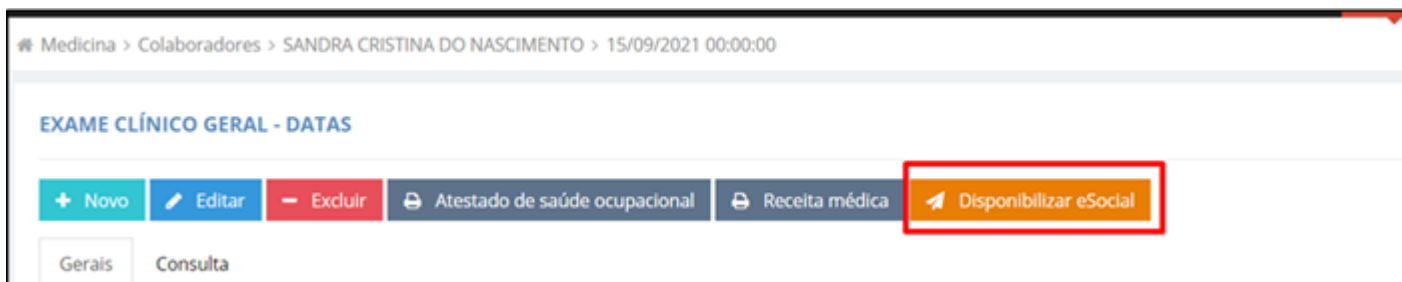 Medicina > Colaboradores > SANDRA CRISTINA DO NASCIMENTO > 15/09/2021 00:00:00
EXAME CLÍNICO GERAL - DATAS
+ Novo Editar − Excluir Atestado de saúde ocupacional Receita médica Disponibilizar eSocial
Gerais Consulta